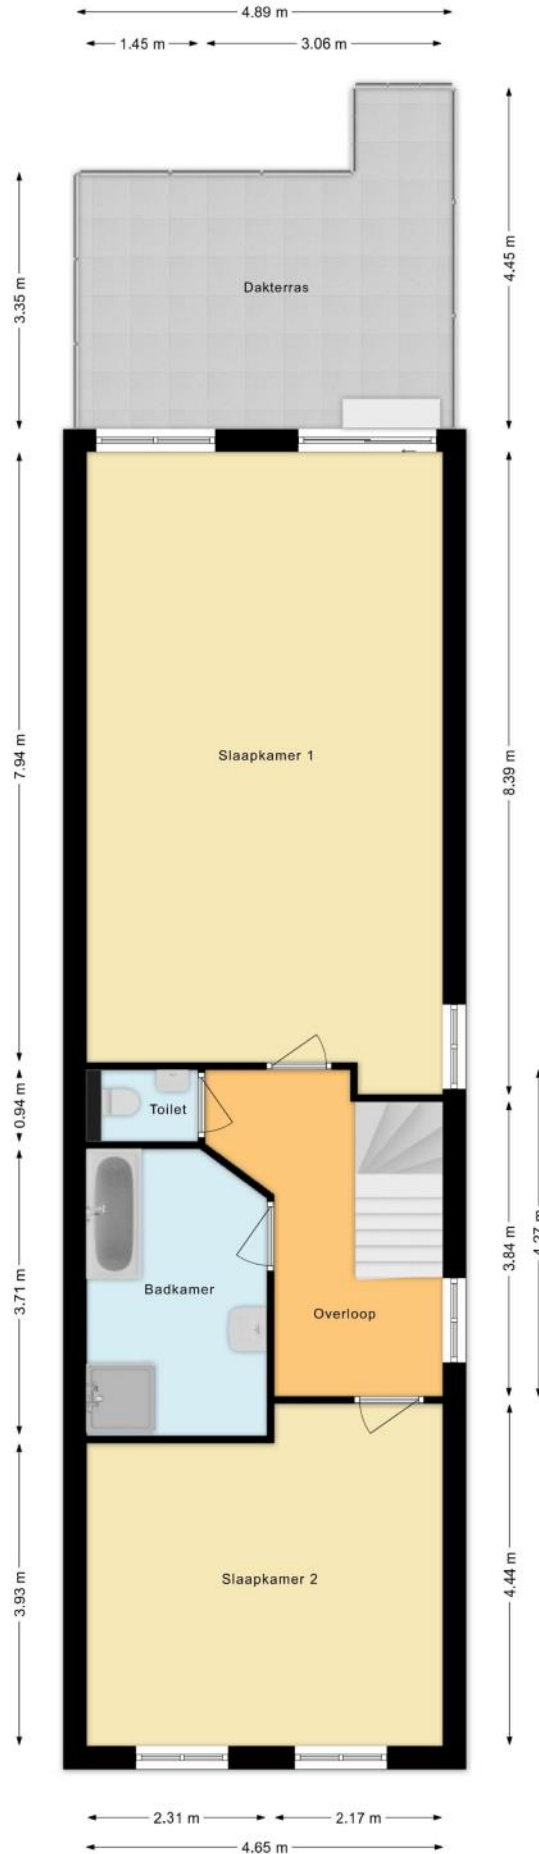 4.89 m
1.45 m
3.06 m
3.35 m
4.45 m
Dakterras
7.94 m
Slaapkamer 1
8.39 m
0.94 m
Toilet
3.71 m
Badkamer
Overloop
3.84 m
4.27 m
3.93 m
Slaapkamer 2
4.44 m
2.31 m
2.17 m
4.65 m